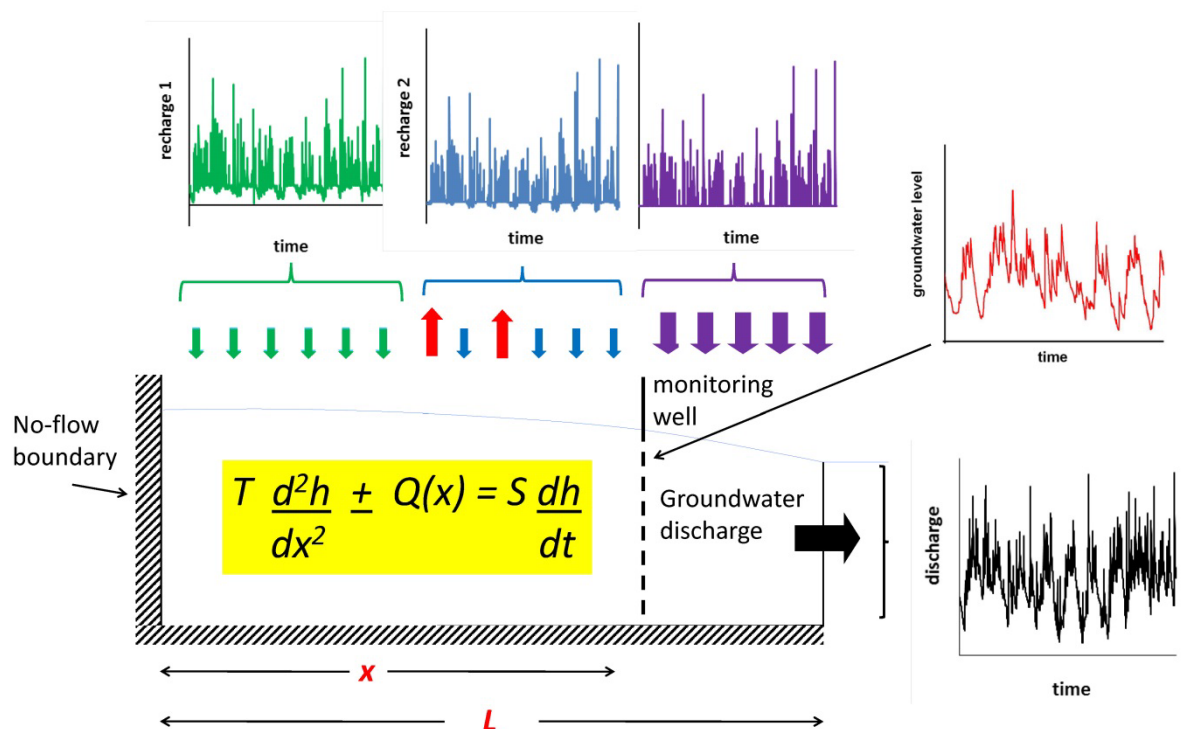 recharge 1
time
recharge 2
time
time
groundwater level
time
monitoring
well
No-flow
boundary
T d²h ± Q(x) = S dh
dx² dt
Groundwater
discharge
discharge
time
x
L